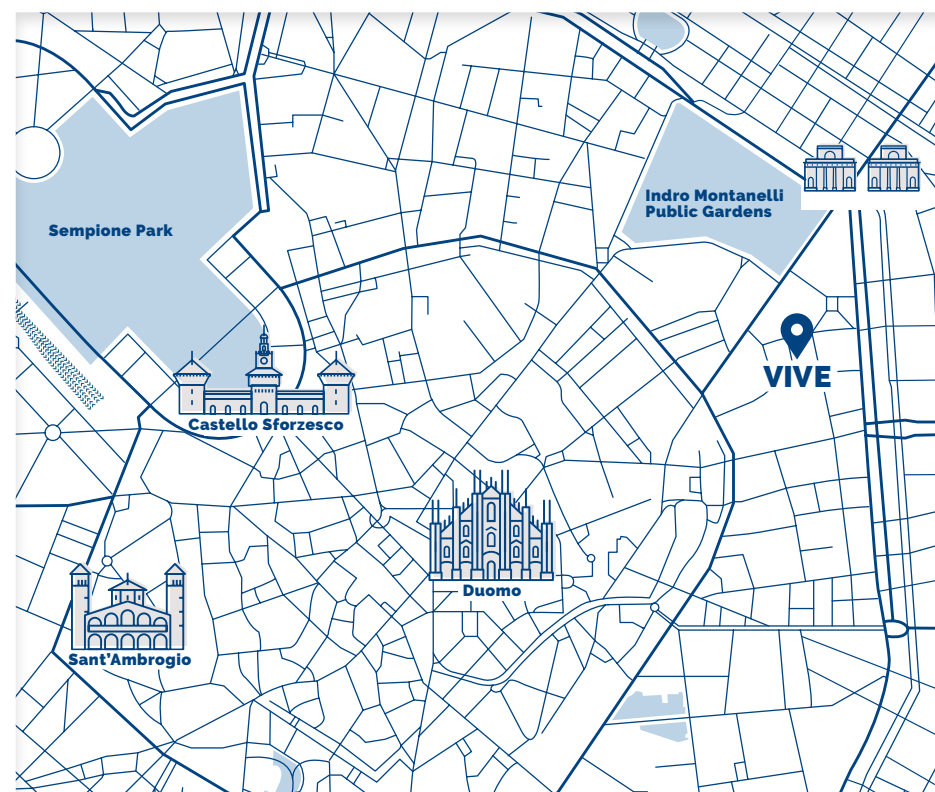 Indro Montanelli
Public Gardens
Sempione Park
VIVE
Castello Sforzesco
Duomo
Sant'Ambrogio